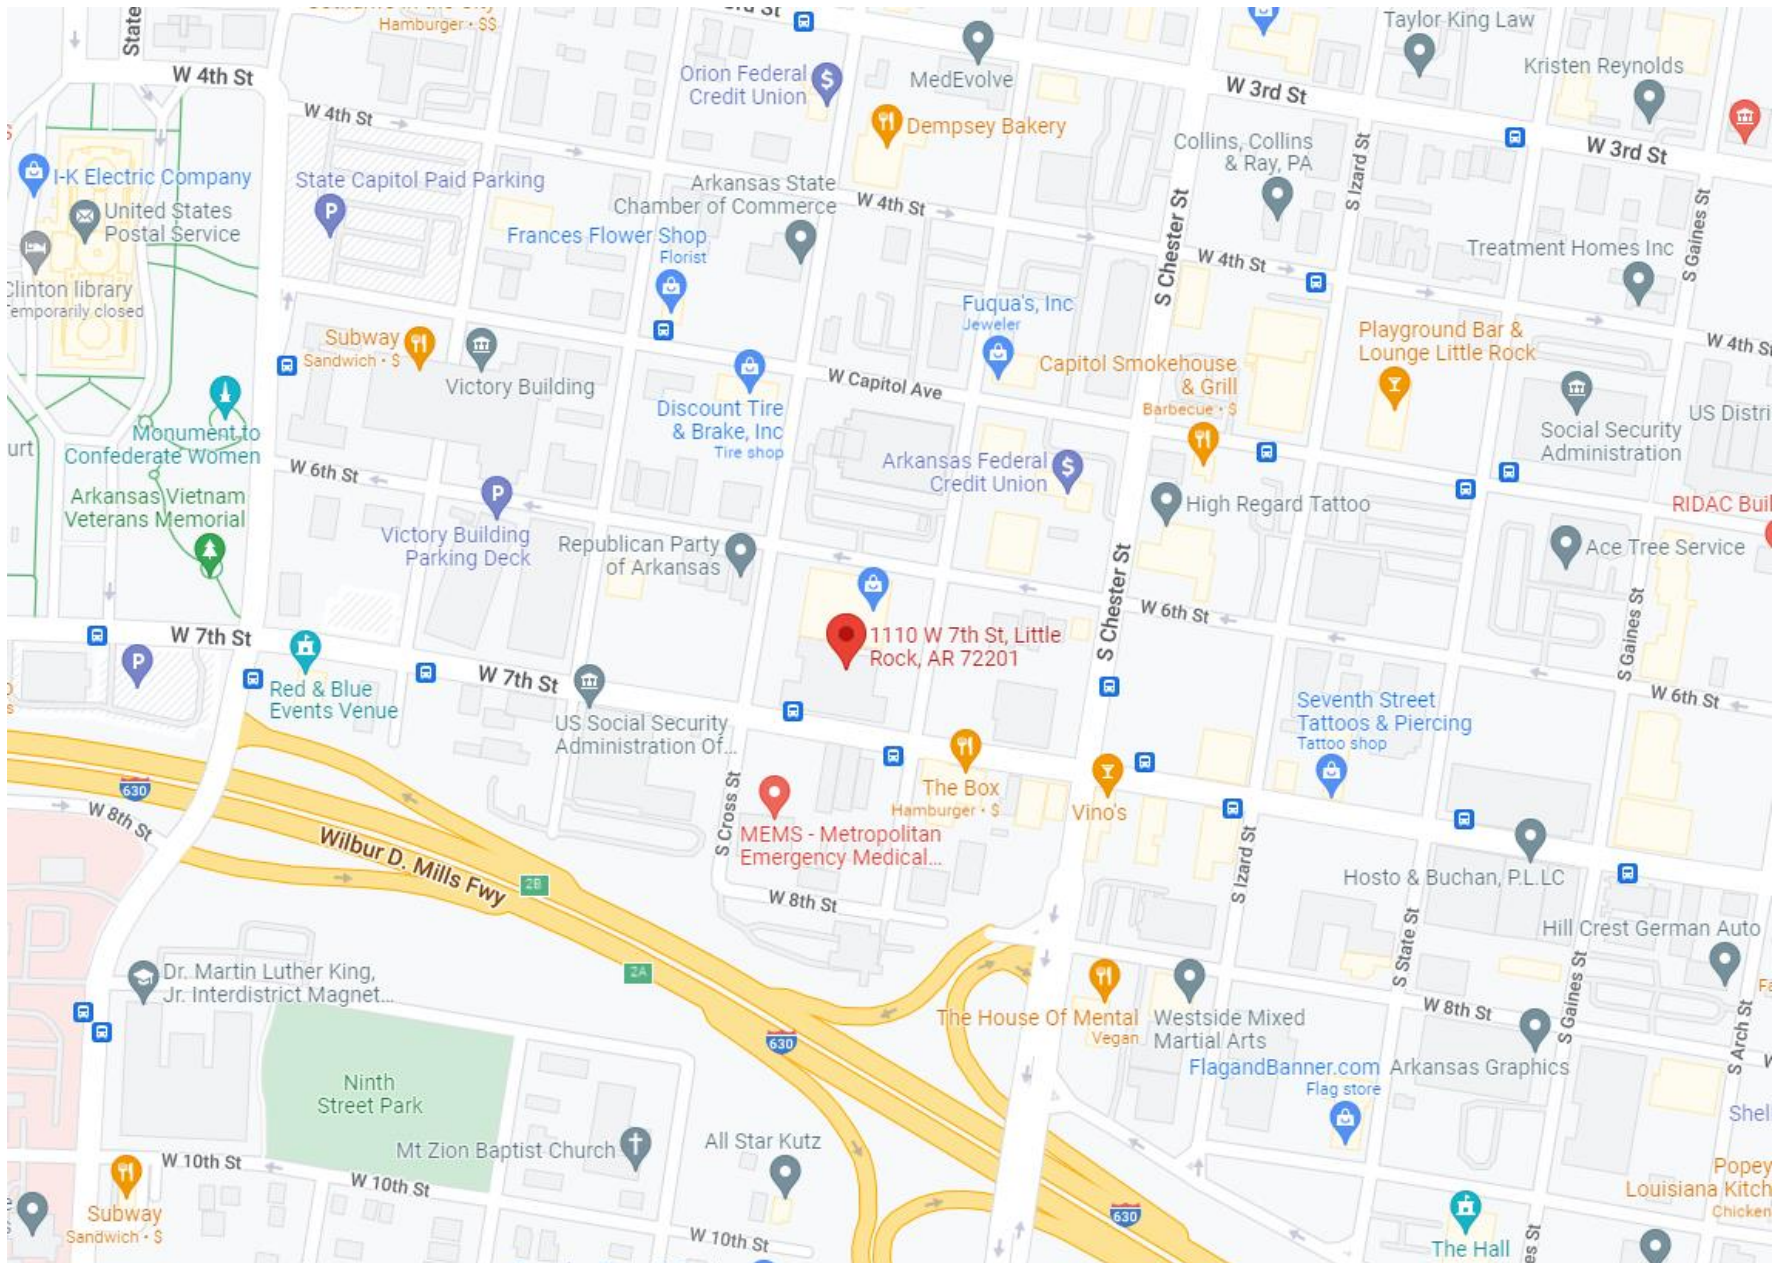 Hamburger • $$
3rd St
State
W 4th St
Orion Federal
Credit Union
MedEvolve
Taylor King Law
Kristen Reynolds
W 3rd St
W 4th St
Dempsey Bakery
Collins, Collins
& Ray, PA
S Izard St
W 3rd St
I-K Electric Company
United States
Postal Service
State Capitol Paid Parking
Arkansas State
Chamber of Commerce
W 4th St
S Chester St
S Gaines St
Frances Flower Shop
Florist
W 4th St
Treatment Homes Inc
Clinton library
Temporarily closed
Fuqua's, Inc
Jeweler
Subway
Sandwich • $
Victory Building
Playground Bar &
Lounge Little Rock
W 4th St
Capitol Smokehouse
& Grill
Barbecue • $
W Capitol Ave
Discount Tire
& Brake, Inc
Tire shop
Social Security
Administration
US Distri
Monument to
Confederate Women
urt
W 6th St
Arkansas Federal
Credit Union
Arkansas Vietnam
Veterans Memorial
High Regard Tattoo
RIDAC Buil
Victory Building
Parking Deck
Republican Party
of Arkansas
Ace Tree Service
S Chester St
W 6th St
S Gaines St
W 7th St
1110 W 7th St, Little
Rock, AR 72201
W 7th St
Red & Blue
Events Venue
US Social Security
Administration Of...
W 6th St
Seventh Street
Tattoos & Piercing
Tattoo shop
630
W 8th St
S Cross St
The Box
Hamburger • $
Vino's
MEMS - Metropolitan
Emergency Medical...
S Izard St
Wilbur D. Mills Fwy
2B
W 8th St
Hosto & Buchan, P.L.LC
S State St
Hill Crest German Auto
2A
Dr. Martin Luther King,
Jr. Interdistrict Magnet...
S Gaines St
W 8th St
The House Of Mental
Vegan
Westside Mixed
Martial Arts
630
S Arch St
FlagandBanner.com
Flag store
Arkansas Graphics
Ninth
Street Park
Shel
Mt Zion Baptist Church
All Star Kutz
W 10th St
W 10th St
Popey
Louisiana Kitch
Chicken
Subway
Sandwich • $
630
W 10th St
The Hall
es St